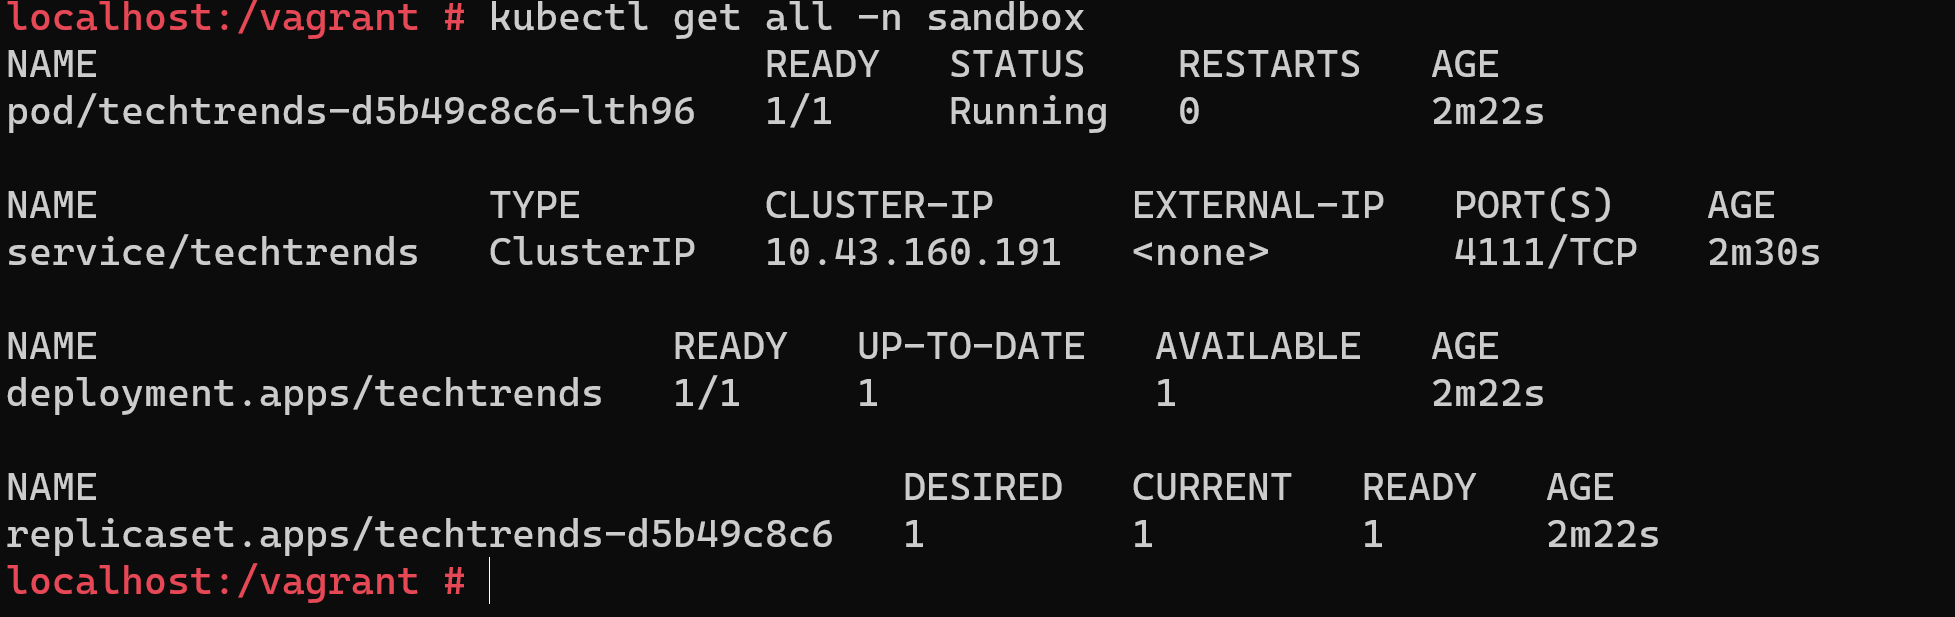 localhost:/vagrant # kubectl get all -n sandbox
NAME READY STATUS RESTARTS AGE
pod/techtrends-d5b49c8c6-lth96 1/1 Running 0 2m22s
NAME TYPE CLUSTER-IP EXTERNAL-IP PORT(S) AGE
service/techtrends ClusterIP 10.43.160.191 <none> 4111/TCP 2m30s
NAME READY UP-TO-DATE AVAILABLE AGE
deployment.apps/techtrends 1/1 1 1 2m22s
NAME DESIRED CURRENT READY AGE
replicaset.apps/techtrends-d5b49c8c6 1 1 1 2m22s
localhost:/vagrant #